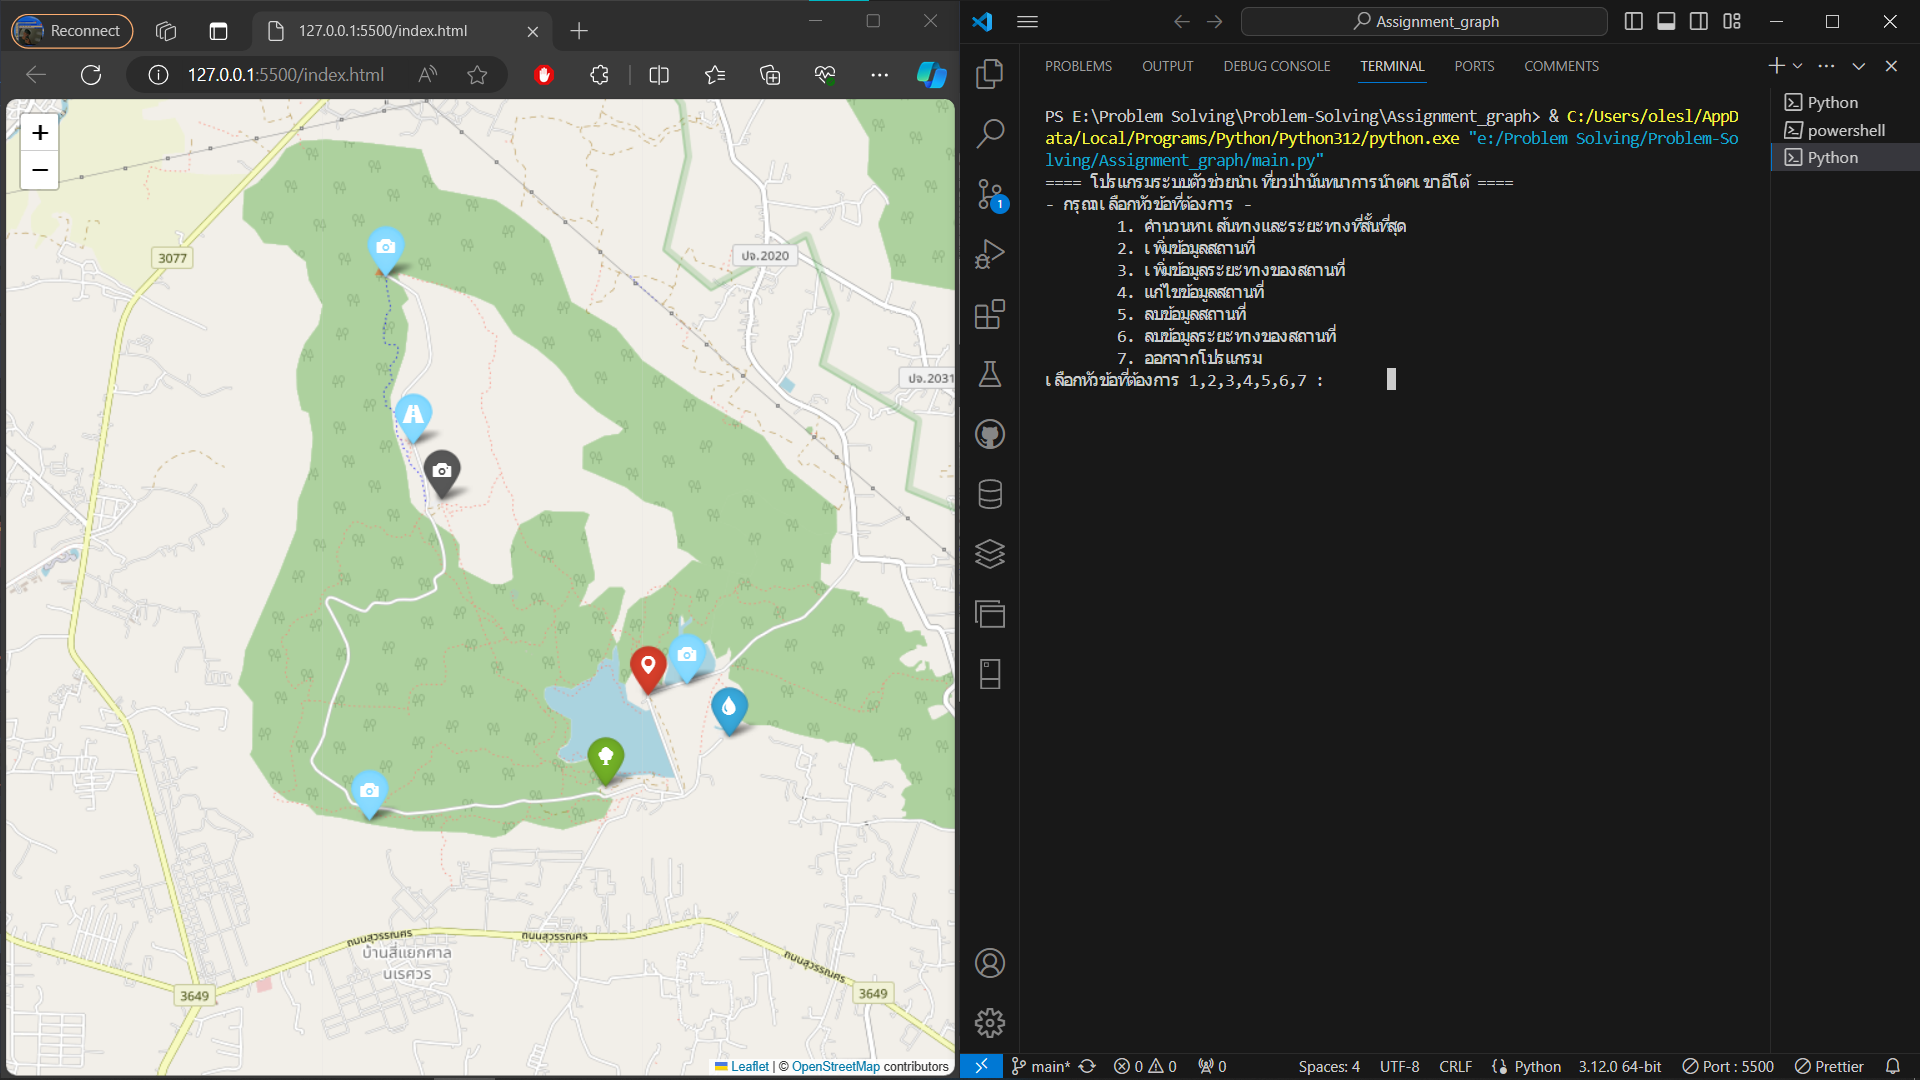 Reconnect
127.0.0.1:5500/index.html
127.0.0.1:5500/index.html
+
−
3077
ปจ.2020
ปจ.2031
ถนนสุวรรณศร
ถนนสุวรรณศร
ถนนสุวรรณศร
บ้านสี่แยกศาล
นเรศวร
3649
3649
Leaflet | © OpenStreetMap contributors
Assignment_graph
PROBLEMS OUTPUT DEBUG CONSOLE TERMINAL PORTS COMMENTS
PS E:\Problem Solving\Problem-Solving\Assignment_graph> & C:/Users/olesl/AppD
ata/Local/Programs/Python/Python312/python.exe "e:/Problem Solving/Problem-So
lving/Assignment_graph/main.py"
==== โปรแกรมระบบตัวช่วยนำเที่ยวป่านันทนาการน้ำตกเขาอีโต้ ====
- กรุณาเลือกหัวข้อที่ต้องการ -
1. คำนวนหาเส้นทางและระยะทางที่สั้นที่สุด
2. เพิ่มข้อมูลสถานที่
3. เพิ่มข้อมูลระยะทางของสถานที่
4. แก้ไขข้อมูลสถานที่
5. ลบข้อมูลสถานที่
6. ลบข้อมูลระยะทางของสถานที่
7. ออกจากโปรแกรม
เลือกหัวข้อที่ต้องการ 1,2,3,4,5,6,7 :
Python
powershell
Python
1
main* 0 0 0 Spaces: 4 UTF-8 CRLF Python 3.12.0 64-bit Port : 5500 Prettier